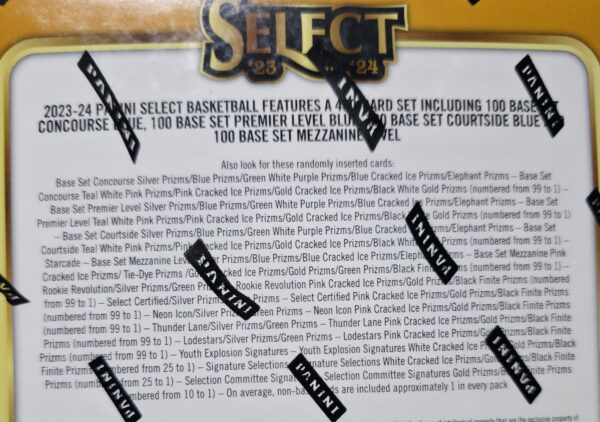 SELECT
'23 '24
2023-24 PANINI SELECT BASKETBALL FEATURES A CARD SET INCLUDING 100 BASE
CONCOURSE BLUE, 100 BASE SET PREMIER LEVEL BLUE, BASE SET COURTSIDE BLUE
100 BASE SET MEZZANINE LEVEL
Also look for these randomly inserted cards:
Base Set Concourse Silver Prizms/Blue Prizms/Green White Purple Prizms/Blue Cracked Ice Prizms/Elephant Prizms – Base Set
Concourse Teal White Pink Prizms/Pink Cracked Ice Prizms/Gold Cracked Ice Prizms/Black White Gold Prizms (numbered from 99 to 1) –
Base Set Premier Level Silver Prizms/Blue Prizms/Green White Purple Prizms/Blue Cracked Ice Prizms/Elephant Prizms – Base Set
Premier Level Teal White Pink Prizms/Pink Cracked Ice Prizms/Gold Cracked Ice Prizms/Black Gold Prizms (numbered from 99 to 1)
– Base Set Courtside Silver Prizms/Blue Prizms/Green White Purple Prizms/Blue Cracked Ice Prizms/Elephant Prizms – Base Set
Courtside Teal White Pink Prizms/Pink Cracked Ice Prizms/Gold Cracked Ice Prizms/Black White Prizms (numbered from 99 to 1) –
Starcade – Base Set Mezzanine Level Prizms/Blue Prizms/Blue Cracked Ice Prizms/Elephant – Base Set Mezzanine Pink
Cracked Ice Prizms/ Tie-Dye Prizms / Cracked Ice Prizms/Gold Prizms/Green Prizms/Black Finite Prizms (numbered from 99 to 1) –
Rookie Revolution/Silver Prizms/Green Rookie Revolution Pink Cracked Ice Prizms/Gold Prizms/Black Prizms (numbered
from 99 to 1) – Select Certified/Silver Prizms – Select Certified Pink Cracked Ice Prizms/Gold Prizms/Black Finite Prizms
(numbered from 99 to 1) – Neon Icon/Silver Prizms/Green Prizms – Neon Icon Pink Cracked Ice Prizms/Gold Prizms/Black Finite Prizms
(numbered from 99 to 1) – Thunder Lane/Silver Prizms/Green Prizms – Thunder Lane Pink Cracked Ice Prizms/Gold Prizms/Black Finite
Prizms (numbered from 99 to 1) – Lodestars/Silver Prizms/Green Prizms – Lodestars Pink Cracked Ice Prizms/Gold Prizms/Black Finite
Prizms (numbered from 99 to 1) – Youth Explosion Signatures – Youth Explosion Signatures Cracked Ice Prizms/Gold Prizms/Black
Finite Prizms (numbered from 25 to 1) – Signature Selections – Signature Selections White Cracked Ice Prizms/Gold Finite
Prizms (numbered from 25 to 1) – Selection Committee Signatures – Selection Committee Signatures Gold Prizms/ Finite Prizms
(numbered from 10 to 1) – On average, non-base cards are included approximately 1 in every pack
PANINI
PANINI
PANINI
PANINI
PANINI
PANINI
PANINI
PANINI